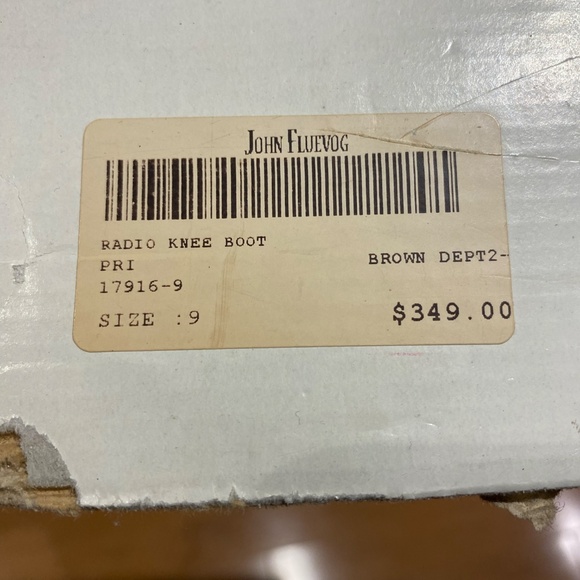 JOHN FLUEVOG
RADIO KNEE BOOT
PRI BROWN DEPT2-
17916-9
SIZE :9 $349.00